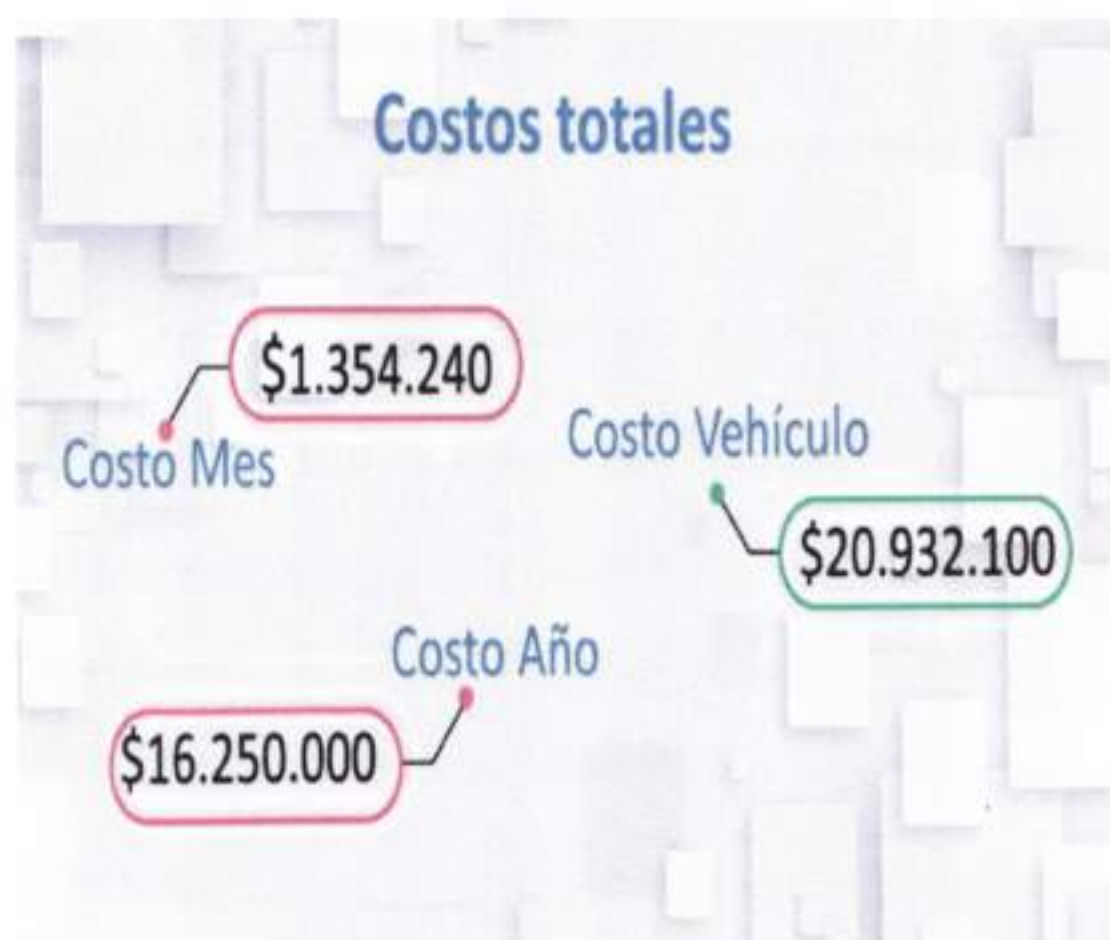 Costos totales
$1.354.240
Costo Mes
Costo Vehículo
$20.932.100
Costo Año
$16.250.000